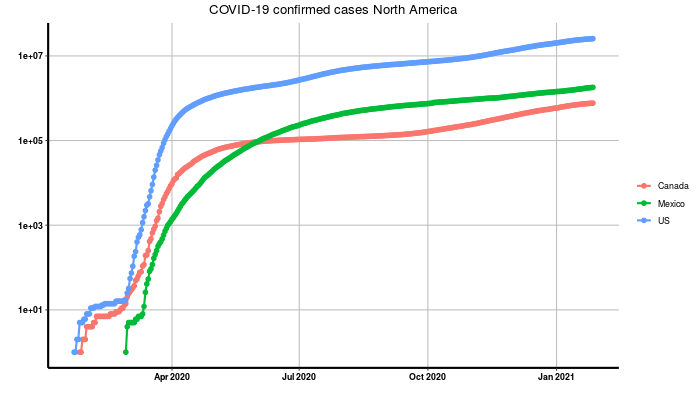 COVID-19 confirmed cases North America
1e+07
1e+05
1e+03
1e+01
Apr 2020
Jul 2020
Oct 2020
Jan 2021
Canada
Mexico
US